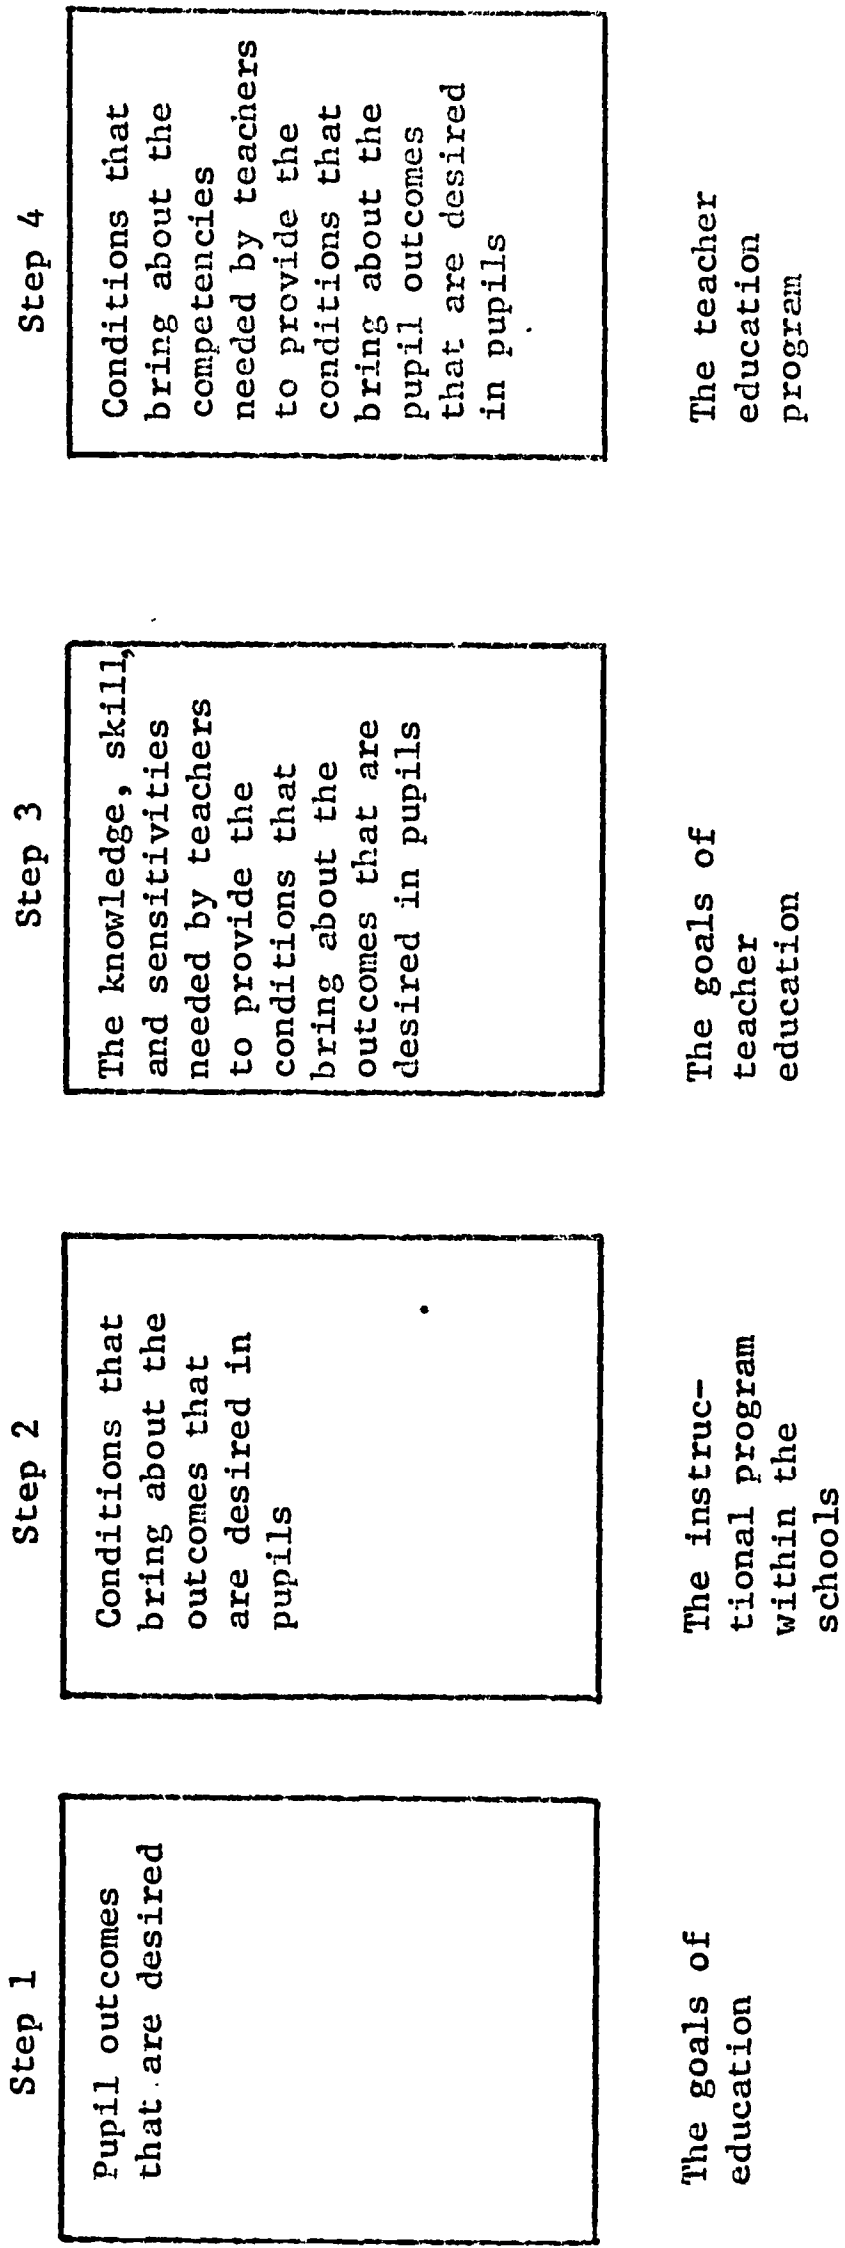 Step 1
Pupil outcomes
that are desired
The goals of
education
Step 2
Conditions that
bring about the
outcomes that
are desired in
pupils
The instruc-
tional program
within the
schools
Step 3
The knowledge, skill,
and sensitivities
needed by teachers
to provide the
conditions that
bring about the
outcomes that are
desired in pupils
The goals of
teacher
education
Step 4
Conditions that
bring about the
competencies
needed by teachers
to provide the
conditions that
bring about the
pupil outcomes
that are desired
in pupils
The teacher
education
program